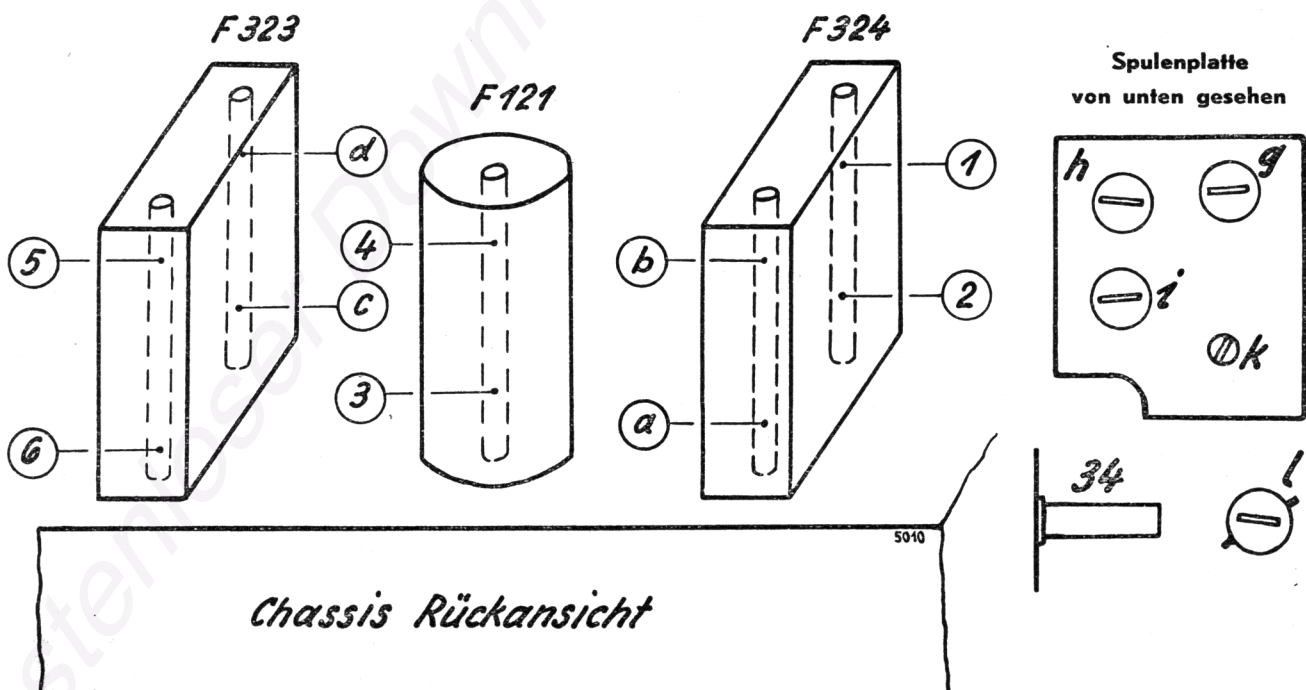 F323
F121
F324
Spulenplatte
von unten gesehen
d
1
h
g
5
4
b
c
2
i
k
3
6
a
34
l
5010
Chassis Rückansicht